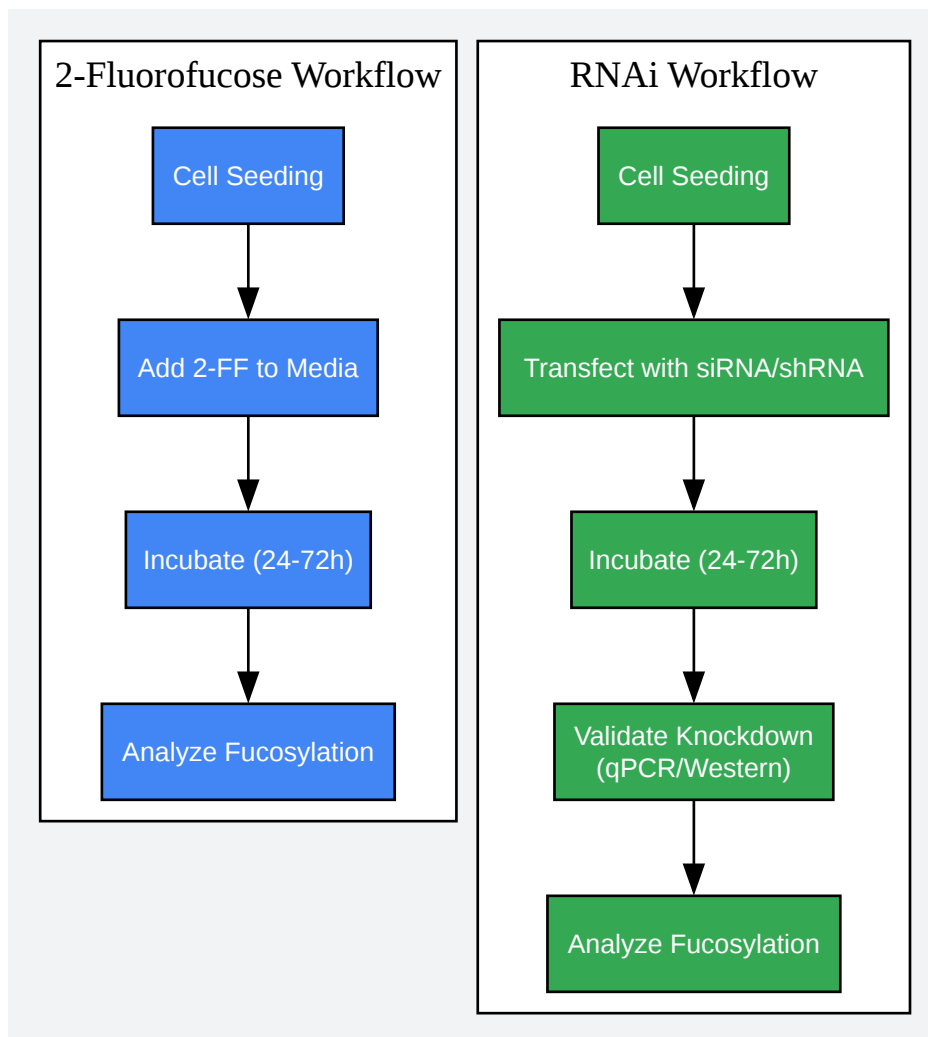 2-Fluorofucose Workflow
Cell Seeding
Add 2-FF to Media
Incubate (24-72h)
Analyze Fucosylation
RNAi Workflow
Cell Seeding
Transfect with siRNA/shRNA
Incubate (24-72h)
Validate Knockdown
(qPCR/Western)
Analyze Fucosylation